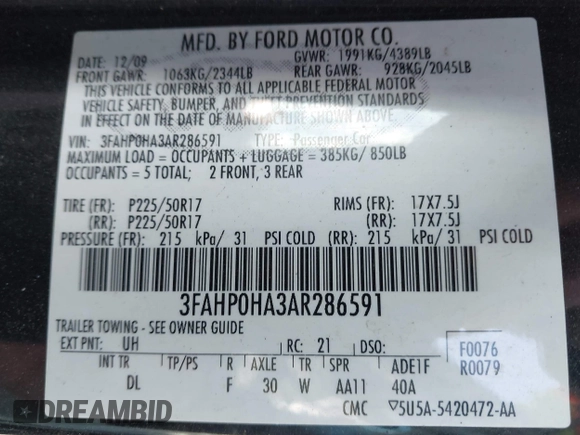 MFD. BY FORD MOTOR CO.
DATE: 12/09 GVWR: 1991KG/4389LB
FRONT GAWR: 1063KG/2344LB REAR GAWR: 928KG/2045LB
THIS VEHICLE CONFORMS TO ALL APPLICABLE FEDERAL MOTOR
VEHICLE SAFETY, BUMPER, AND THEFT PREVENTION STANDARDS
IN EFFECT ON THE DATE OF MANUFACTURE SHOWN ABOVE.
VIN: 3FAHP0HA3AR286591 TYPE: Passenger Car
MAXIMUM LOAD = OCCUPANTS + LUGGAGE = 385KG/ 850LB
OCCUPANTS = 5 TOTAL; 2 FRONT, 3 REAR
TIRE (FR): P225/50R17 RIMS (FR): 17X7.5J
(RR): P225/50R17 (RR): 17X7.5J
PRESSURE (FR): 215 kPa/ 31 PSI COLD (RR): 215 kPa/ 31 PSI COLD
3FAHP0HA3AR286591
TRAILER TOWING - SEE OWNER GUIDE
EXT PNT: UH RC: 21 DSO: F0076
INT TR TP/PS R AXLE TR SPR ADE1F R0079
DL F 30 W AA11 40A
CMC ▽5U5A-5420472-AA
DREAMBID